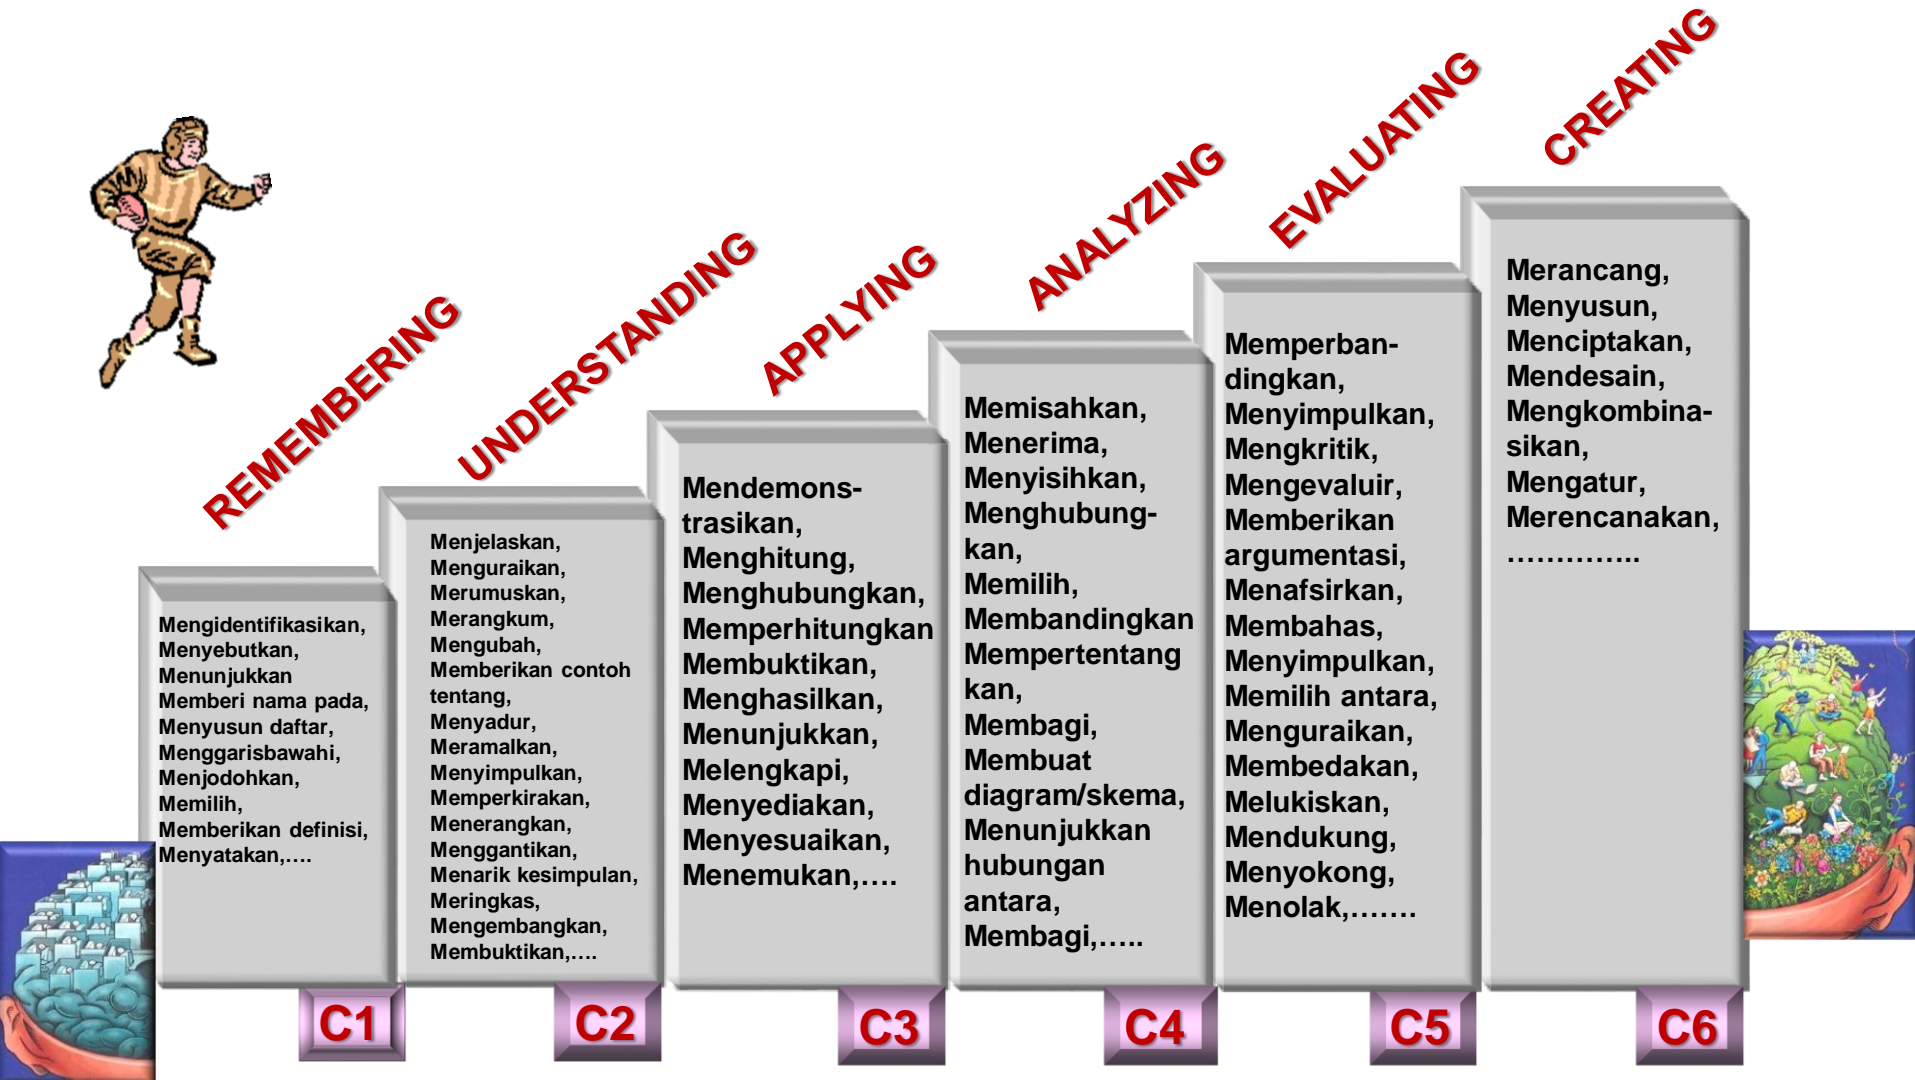 REMEMBERING
Mengidentifikasikan,
Menyebutkan,
Menunjukkan
Memberi nama pada,
Menyusun daftar,
Menggarisbawahi,
Menjodohkan,
Memilih,
Memberikan definisi,
Menyatakan,….
C1
UNDERSTANDING
Menjelaskan,
Menguraikan,
Merumuskan,
Merangkum,
Mengubah,
Memberikan contoh
tentang,
Menyadur,
Meramalkan,
Menyimpulkan,
Memperkirakan,
Menerangkan,
Menggantikan,
Menarik kesimpulan,
Meringkas,
Mengembangkan,
Membuktikan,….
C2
APPLYING
Mendemons-
trasikan,
Menghitung,
Menghubungkan,
Memperhitungkan
Membuktikan,
Menghasilkan,
Menunjukkan,
Melengkapi,
Menyediakan,
Menyesuaikan,
Menemukan,….
C3
ANALYZING
Memisahkan,
Menerima,
Menyisihkan,
Menghubung-
kan,
Memilih,
Membandingkan
Mempertentang
kan,
Membagi,
Membuat
diagram/skema,
Menunjukkan
hubungan
antara,
Membagi,…..
C4
EVALUATING
Memperban-
dingkan,
Menyimpulkan,
Mengkritik,
Mengevaluir,
Memberikan
argumentasi,
Menafsirkan,
Membahas,
Menyimpulkan,
Memilih antara,
Menguraikan,
Membedakan,
Melukiskan,
Mendukung,
Menyokong,
Menolak,…….
C5
CREATING
Merancang,
Menyusun,
Menciptakan,
Mendesain,
Mengkombina-
sikan,
Mengatur,
Merencanakan,
…………..
C6